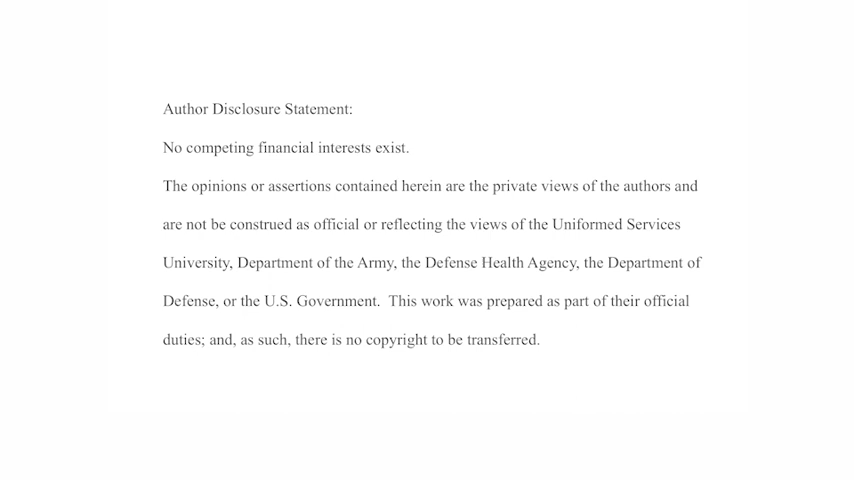 Author Disclosure Statement:
No competing financial interests exist.
The opinions or assertions contained herein are the private views of the authors and
are not be construed as official or reflecting the views of the Uniformed Services
University, Department of the Army, the Defense Health Agency, the Department of
Defense, or the U.S. Government.  This work was prepared as part of their official
duties; and, as such, there is no copyright to be transferred.